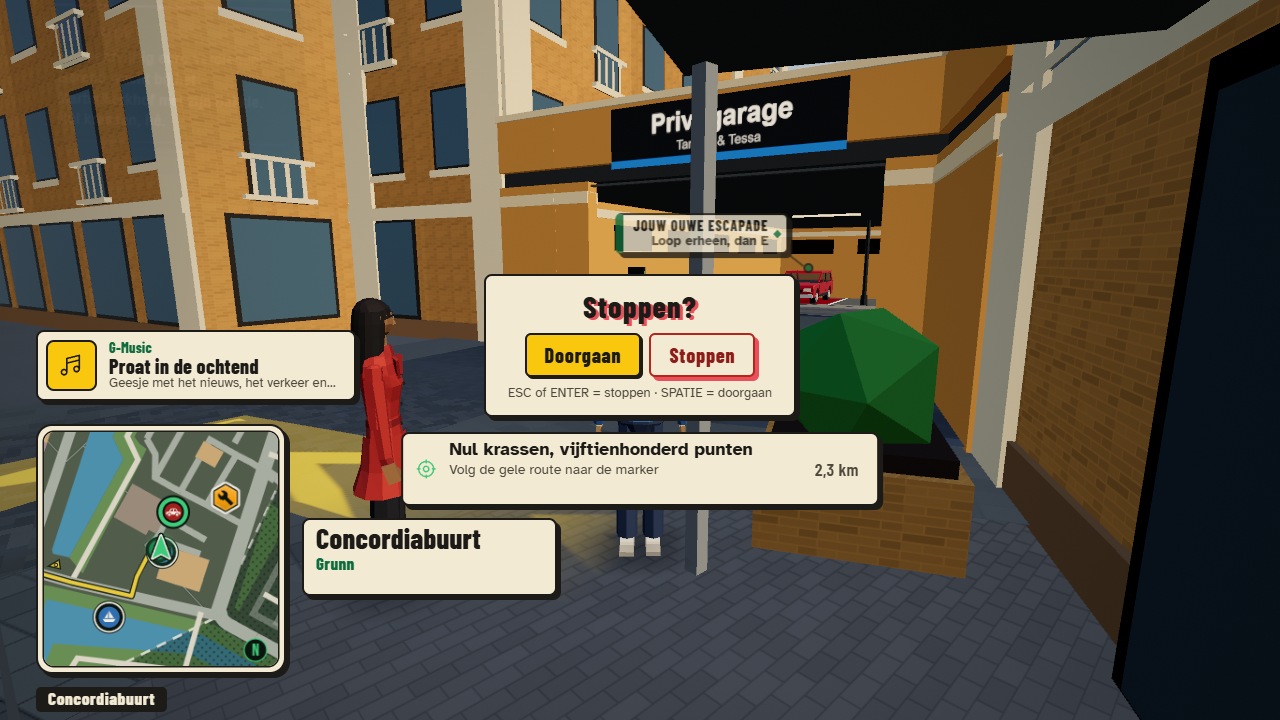 Tessa
JOUW OUWE ESCAPADE
Loop erheen, dan E
Stoppen?
Doorgaan
Stoppen
ESC of ENTER = stoppen · SPATIE = doorgaan
G-Music
Proat in de ochtend
Geesje met het nieuws, het verkeer en...
Nul krassen, vijftienhonderd punten
Volg de gele route naar de marker
2,3 km
Concordiabuurt
Grunn
N
Concordiabuurt